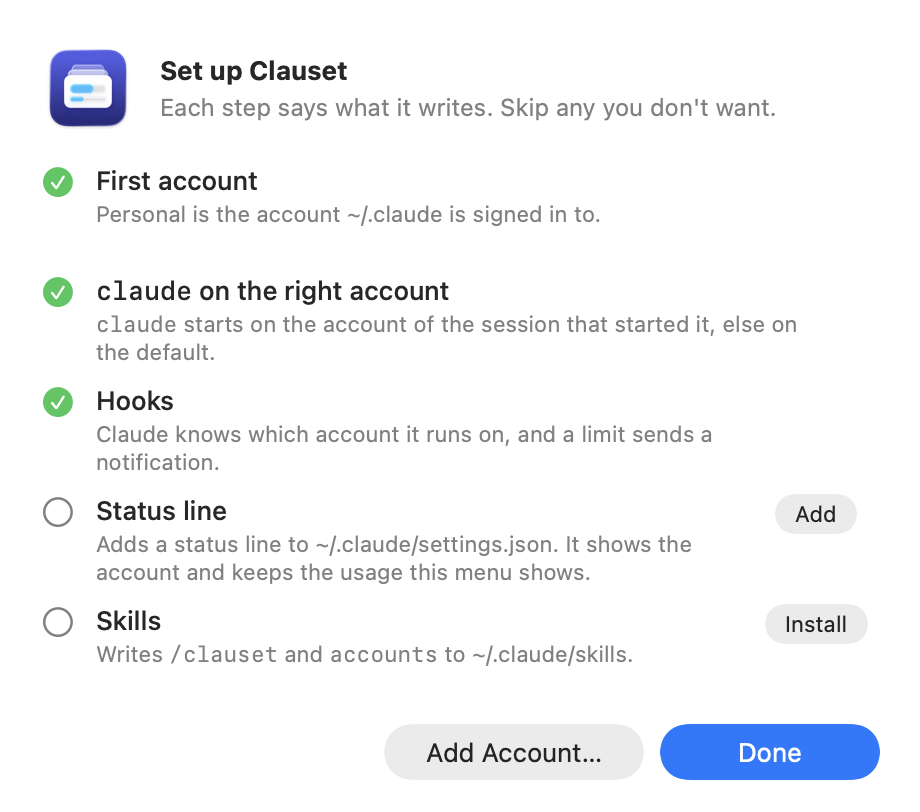 Set up Clauset
Each step says what it writes. Skip any you don't want.
First account
Personal is the account ~/.claude is signed in to.
claude on the right account
claude starts on the account of the session that started it, else on
the default.
Hooks
Claude knows which account it runs on, and a limit sends a
notification.
Status line
Add
Adds a status line to ~/.claude/settings.json. It shows the
account and keeps the usage this menu shows.
Skills
Install
Writes /clauset and accounts to ~/.claude/skills.
Add Account...
Done